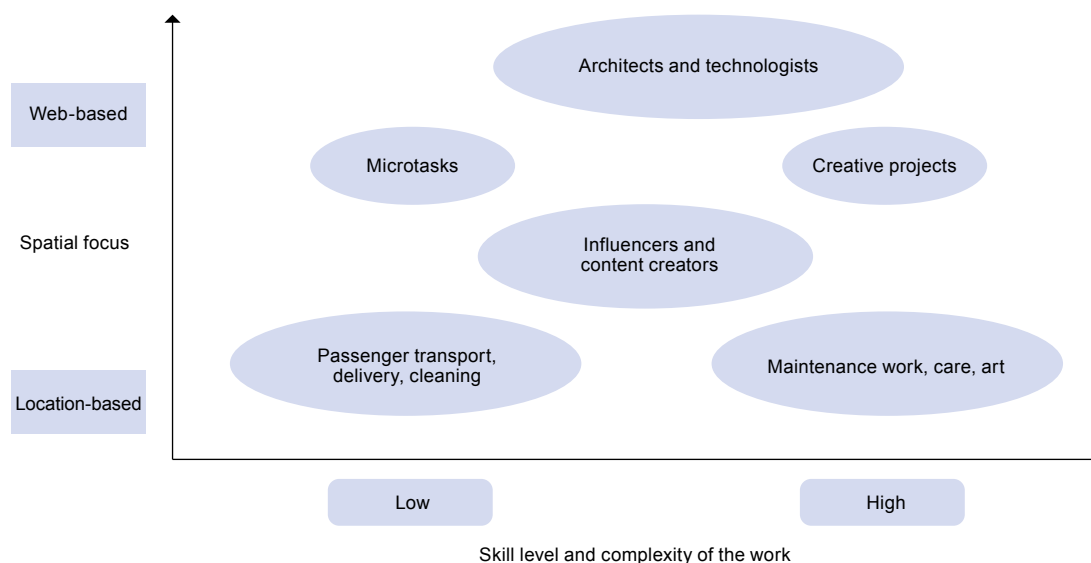 Architects and technologists
Web-based
Microtasks
Creative projects
Spatial focus
Influencers and
content creators
Passenger transport,
delivery, cleaning
Maintenance work, care, art
Location-based
Low
High
Skill level and complexity of the work